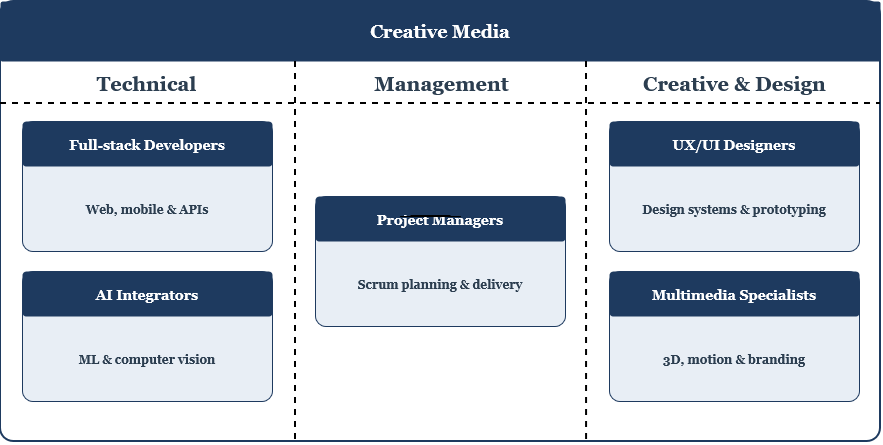 Creative Media
Technical
Management
Creative & Design
Full-stack Developers
Web, mobile & APIs
AI Integrators
ML & computer vision
Project Managers
Scrum planning & delivery
UX/UI Designers
Design systems & prototyping
Multimedia Specialists
3D, motion & branding